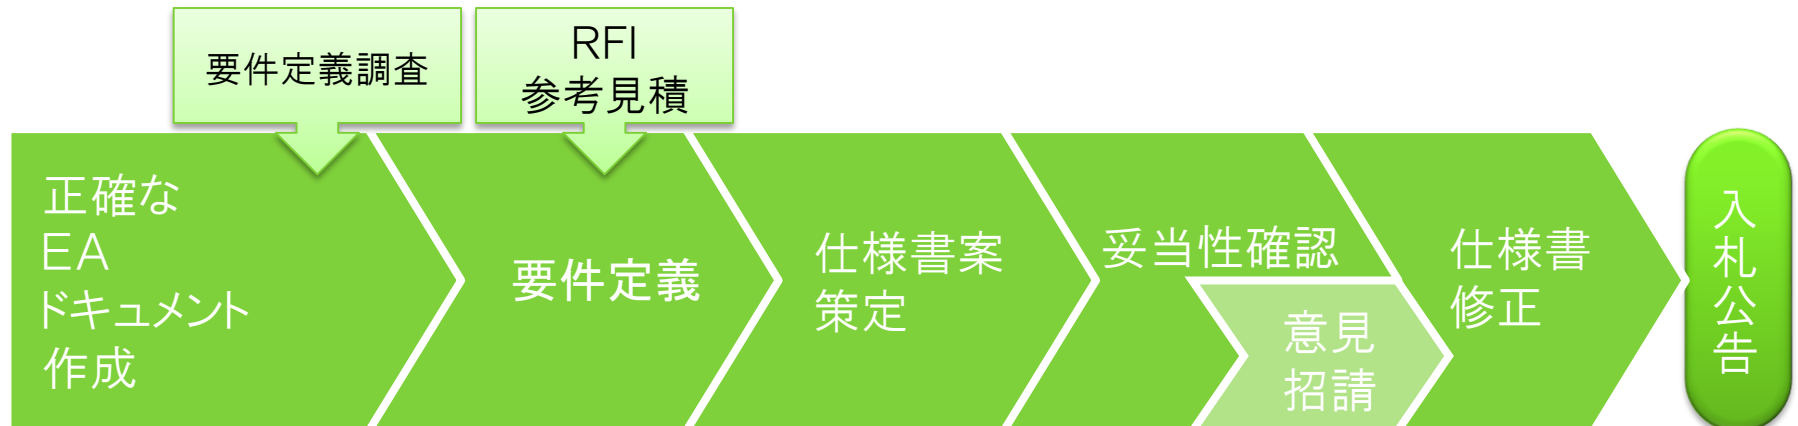 要件定義調査
RFI
参考見積
正確な
EA
ドキュメント
作成
要件定義
仕様書案
策定
妥当性確認
意見
招請
仕様書
修正
入札公告